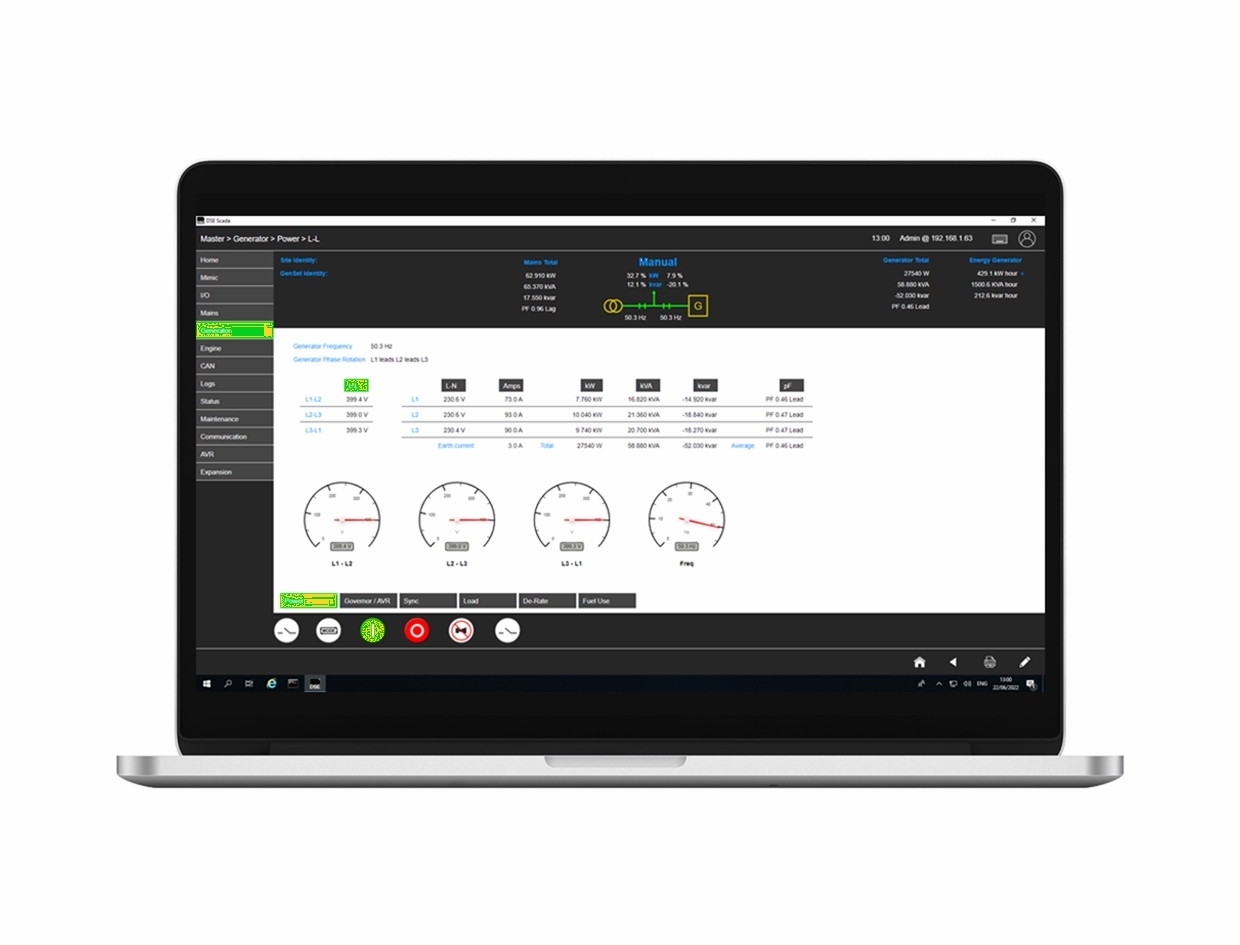 DSE Scada
Master > Generator > Power > L-L
13:00 Admin @ 192.168.1.63
Home
Mimic
I/O
Mains
Generator
Engine
CAN
Logs
Status
Maintenance
Communication
AVR
Expansion
Site Identity:
GenSet Identity:
Mains Total
62.910 kW
65.370 kVA
17.550 kvar
PF 0.96 Lag
Manual
32.7 % kW 7.9 %
12.1 % kvar -20.1 %
G
50.3 Hz 50.3 Hz
Generator Total
27540 W
58.880 kVA
-52.030 kvar
PF 0.46 Lead
Energy Generator
429.1 kW hour
1500.6 KVA hour
212.6 kvar hour
Generator Frequency 50.3 Hz
Generator Phase Rotation L1 leads L2 leads L3
L-N Amps kW kVA kvar pF
L1-L2 399.4 V L1 230.6 V 73.0 A 7.760 kW 16.820 kVA -14.920 kvar PF 0.46 Lead
L2-L3 399.0 V L2 230.6 V 93.0 A 10.040 kW 21.360 kVA -18.840 kvar PF 0.47 Lead
L3-L1 399.3 V L3 230.4 V 90.0 A 9.740 kW 20.700 kVA -18.270 kvar PF 0.47 Lead
Earth current 3.0 A Total 27540 W 58.880 kVA -52.030 kvar Average PF 0.46 Lead
399.4 V 399.0 V 399.3 V 50.3 Hz
L1 - L2 L2 - L3 L3 - L1 Freq
Power Governor / AVR Sync Load De-Rate Fuel Use
MODE
DSE
ENG
13:00
22/06/2022